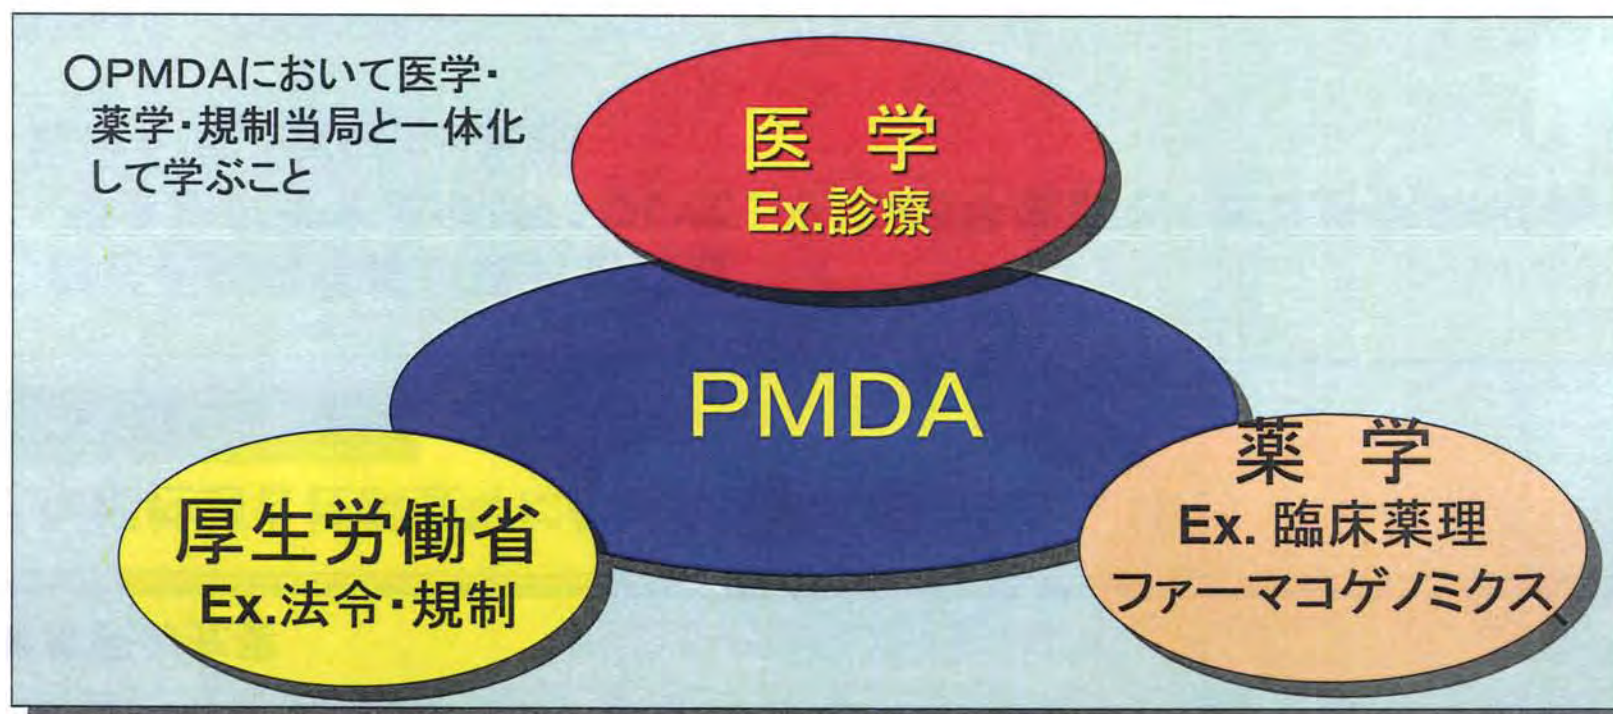 ○PMDAにおいて医学・
薬学・規制当局と一体化
して学ぶこと
医 学
Ex.診療
PMDA
厚生労働省
Ex.法令・規制
薬 学
Ex. 臨床薬理
ファーマコゲノミクス